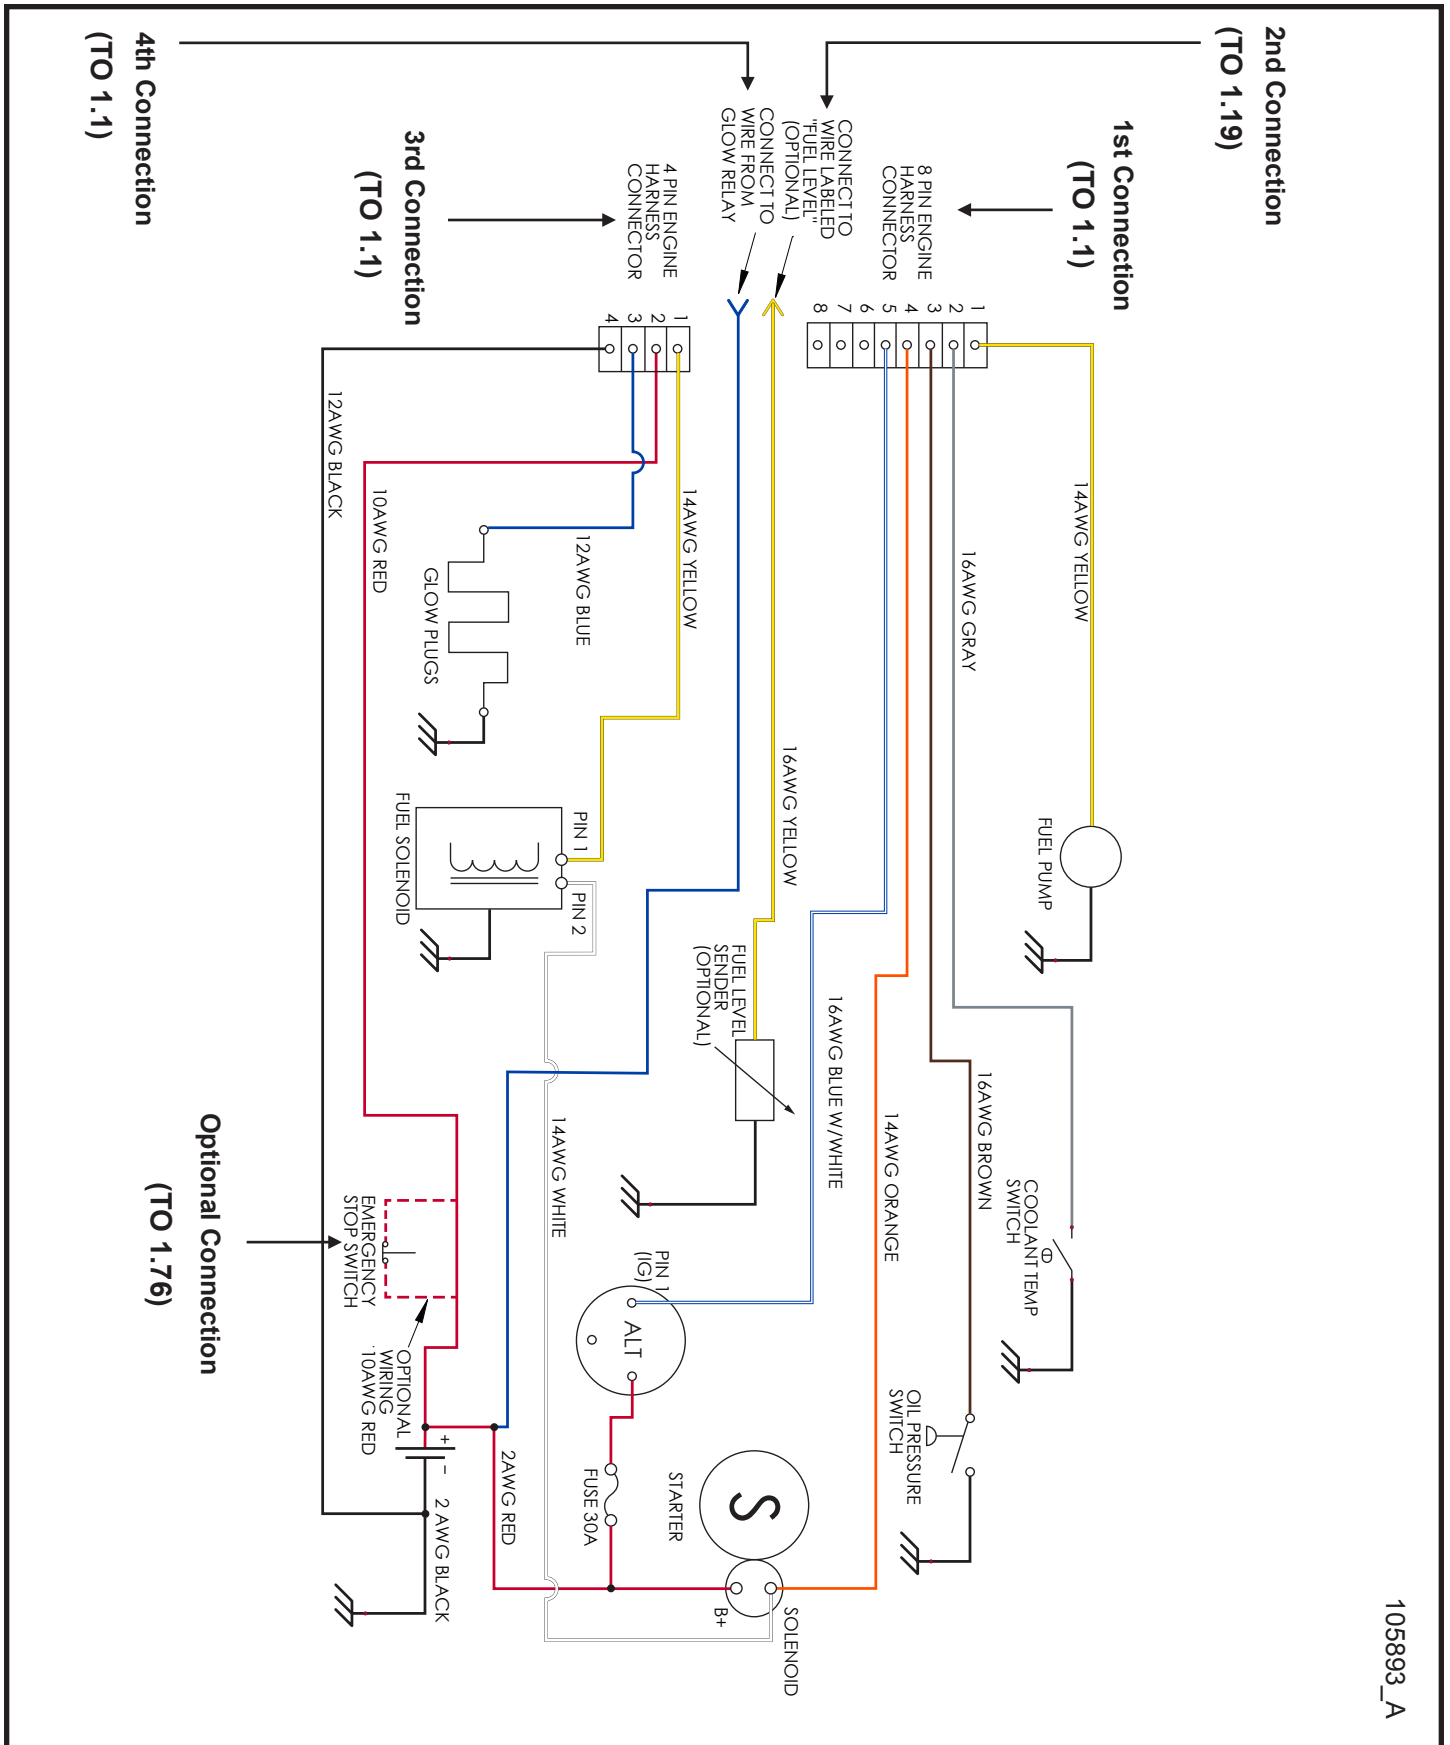 105893_A
2nd Connection
(TO 1.19)
1st Connection
(TO 1.1)
4th Connection
(TO 1.1)
3rd Connection
(TO 1.1)
CONNECT TO
WIRE LABELED
"FUEL LEVEL"
(OPTIONAL)
CONNECT TO
WIRE FROM
GLOW RELAY
8 PIN ENGINE
HARNESS
CONNECTOR
1
2
3
4
5
6
7
8
4 PIN ENGINE
HARNESS
CONNECTOR
1
2
3
4
14AWG YELLOW
FUEL PUMP
16AWG GRAY
COOLANT TEMP
SWITCH
16AWG BROWN
OIL PRESSURE
SWITCH
14AWG ORANGE
16AWG BLUE W/WHITE
16AWG YELLOW
FUEL LEVEL
SENDER
(OPTIONAL)
14AWG YELLOW
12AWG BLUE
GLOW PLUGS
10AWG RED
12AWG BLACK
PIN 1
PIN 2
FUEL SOLENOID
14AWG WHITE
PIN 1
(IG)
ALT
FUSE 30A
STARTER
S
SOLENOID
B+
2AWG RED
EMERGENCY
STOP SWITCH
OPTIONAL
WIRING
10AWG RED
+
-
2 AWG BLACK
Optional Connection
(TO 1.76)